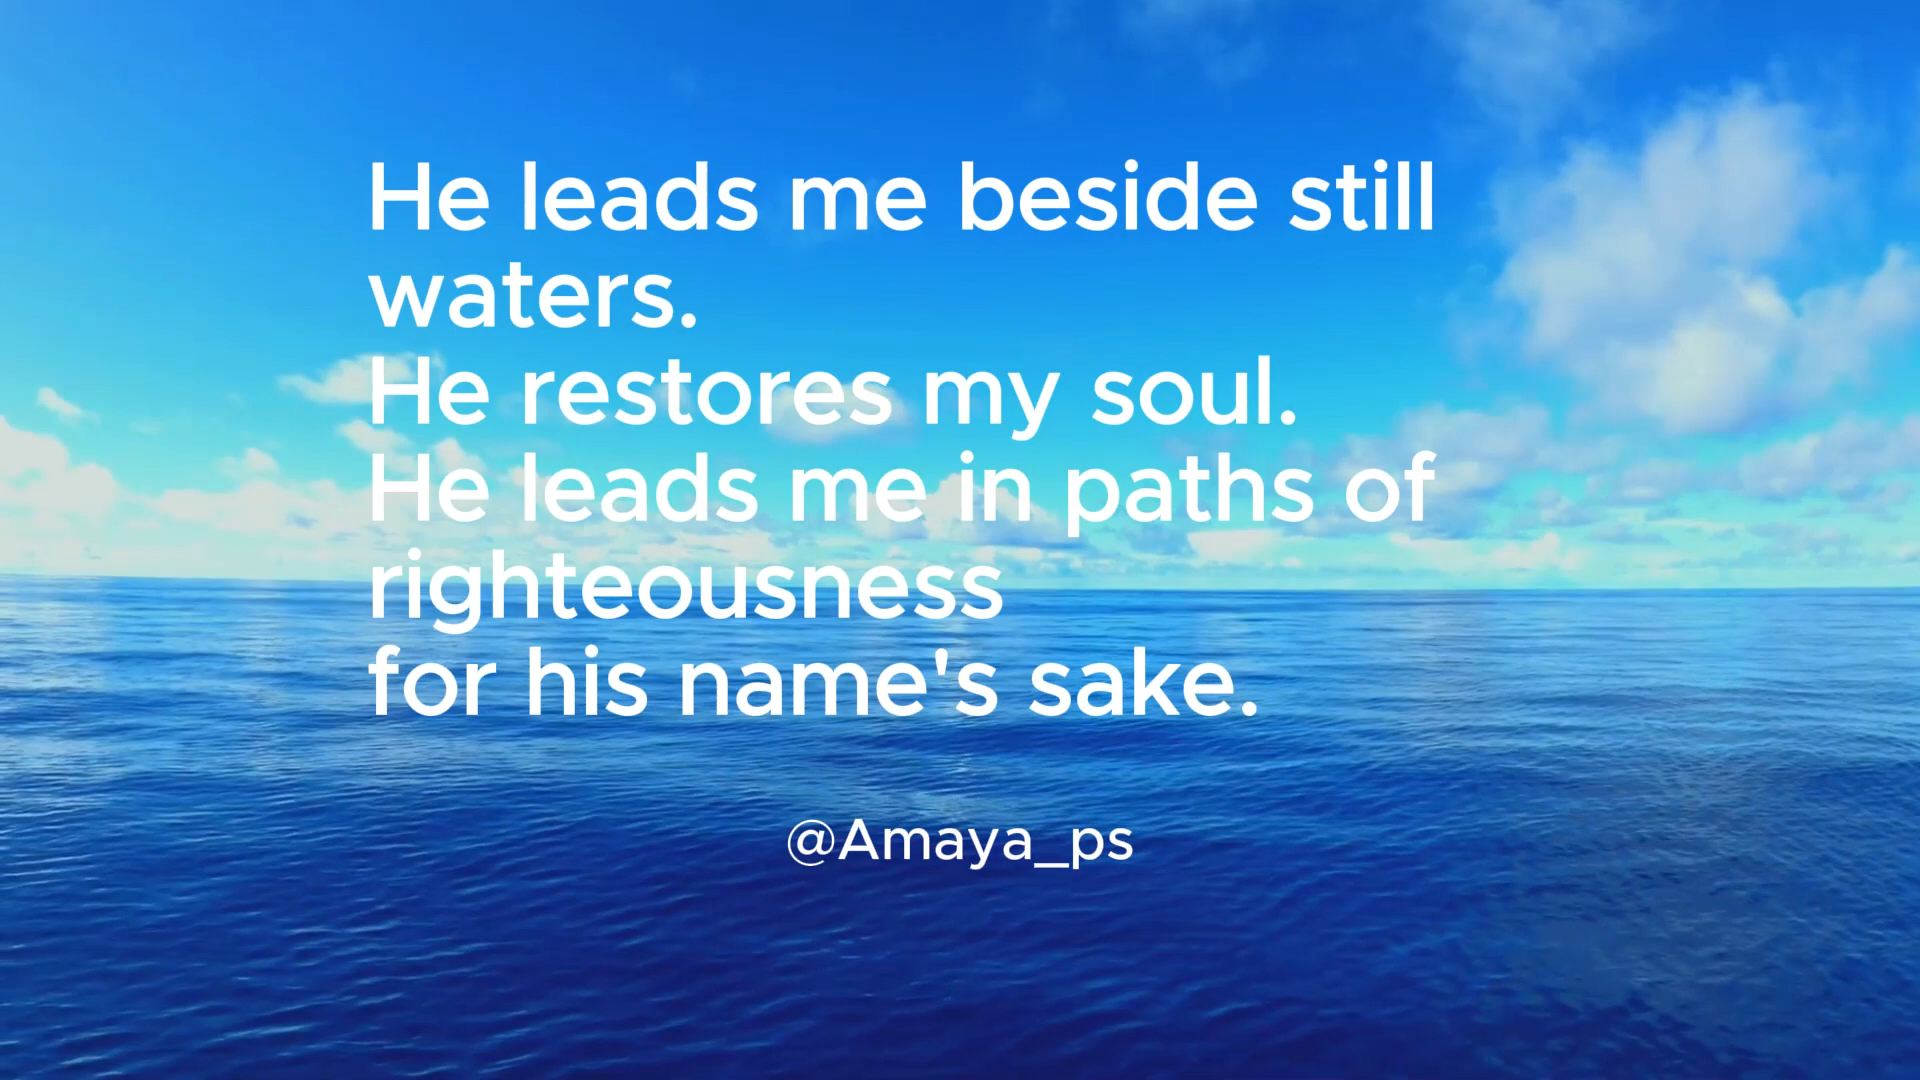 He leads me beside still
waters.
He restores my soul.
He leads me in paths of
righteousness
for his name's sake.
@Amaya_ps